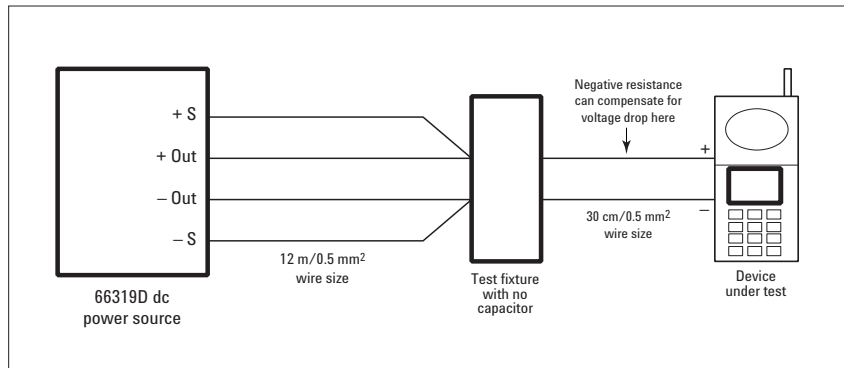 + S
+ Out
– Out
– S
66319D dc
power source
12 m/0.5 mm²
wire size
Test fixture
with no
capacitor
Negative resistance
can compensate for
voltage drop here
+
–
30 cm/0.5 mm²
wire size
Device
under test